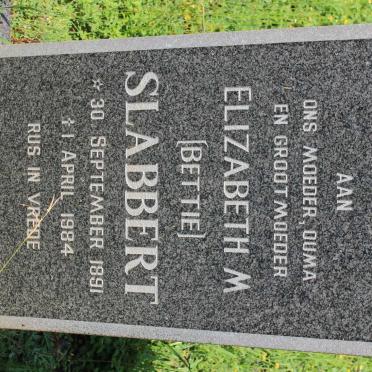 AAN
ONS MOEDER, OUMA
EN GROOTMOEDER
ELIZABETH M
(BETTIE)
SLABBERT
☆ 30 SEPTEMBER 1891
✝ 1 APRIL 1984
RUS IN VREDE